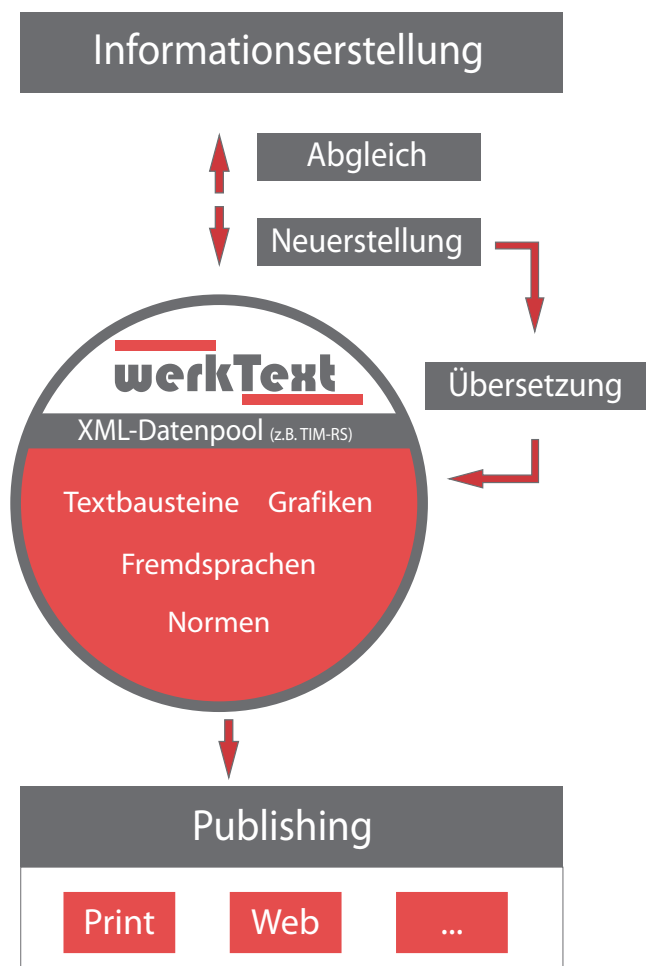 Informationserstellung
Abgleich
Neuerstellung
Übersetzung
werkText
XML-Datenpool (z.B. TIM-RS)
Textbausteine Grafiken
Fremdsprachen
Normen
Publishing
Print Web ...